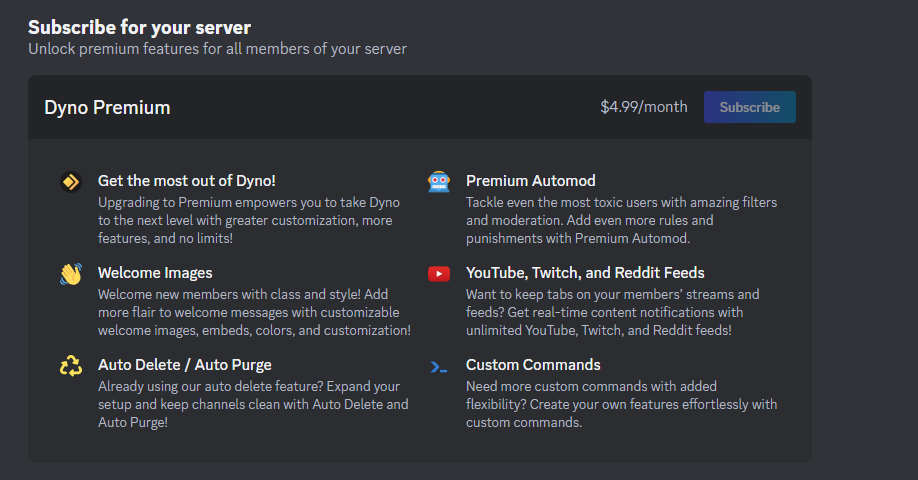 Subscribe for your server
Unlock premium features for all members of your server
Dyno Premium
$4.99/month
Subscribe
Get the most out of Dyno!
Upgrading to Premium empowers you to take Dyno
to the next level with greater customization, more
features, and no limits!
Premium Automod
Tackle even the most toxic users with amazing filters
and moderation. Add even more rules and
punishments with Premium Automod.
Welcome Images
Welcome new members with class and style! Add
more flair to welcome messages with customizable
welcome images, embeds, colors, and customization!
YouTube, Twitch, and Reddit Feeds
Want to keep tabs on your members’ streams and
feeds? Get real-time content notifications with
unlimited YouTube, Twitch, and Reddit feeds!
Auto Delete / Auto Purge
Already using our auto delete feature? Expand your
setup and keep channels clean with Auto Delete and
Auto Purge!
Custom Commands
Need more custom commands with added
flexibility? Create your own features effortlessly with
custom commands.